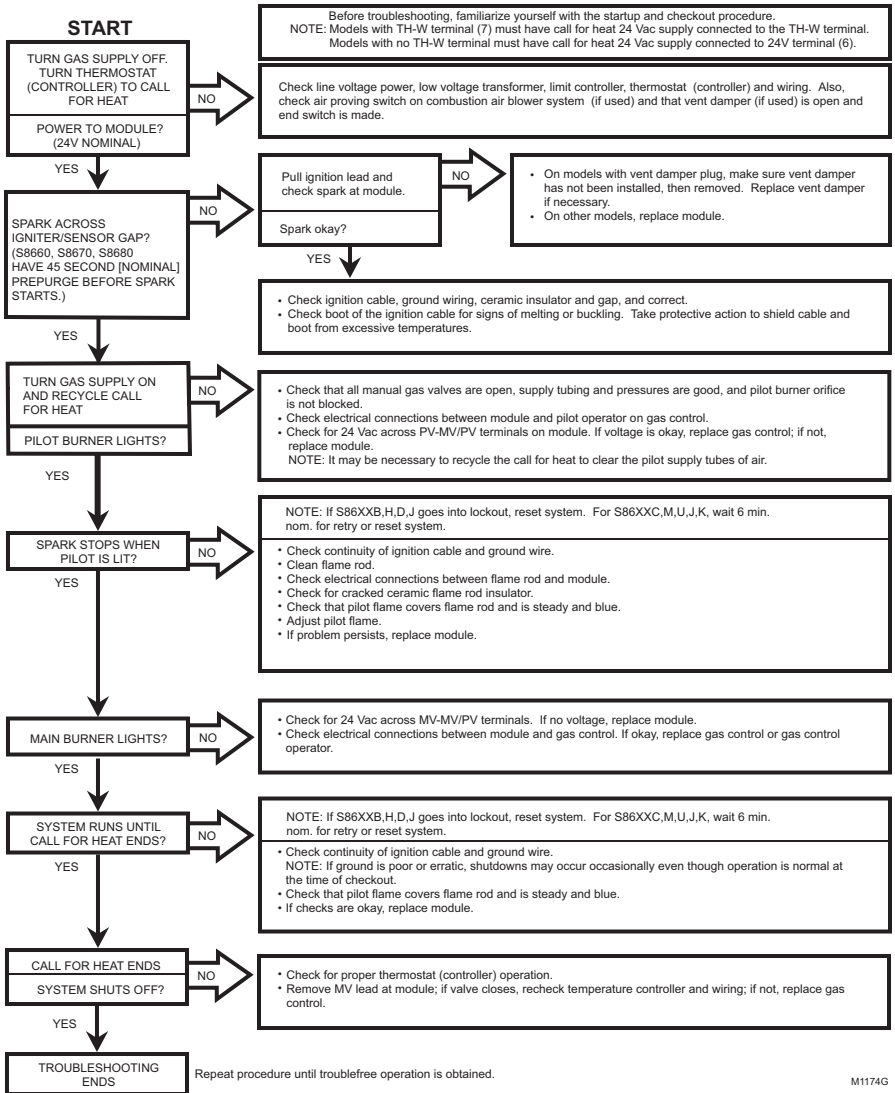 START
Before troubleshooting, familiarize yourself with the startup and checkout procedure.
NOTE: Models with TH-W terminal (7) must have call for heat 24 Vac supply connected to the TH-W terminal.
Models with no TH-W terminal must have call for heat 24 Vac supply connected to 24V terminal (6).
TURN GAS SUPPLY OFF.
TURN THERMOSTAT
(CONTROLLER) TO CALL
FOR HEAT
POWER TO MODULE?
(24V NOMINAL)
NO
Check line voltage power, low voltage transformer, limit controller, thermostat (controller) and wiring. Also,
check air proving switch on combustion air blower system (if used) and that vent damper (if used) is open and
end switch is made.
YES
SPARK ACROSS
IGNITER/SENSOR GAP?
(S8660, S8670, S8680
HAVE 45 SECOND [NOMINAL]
PREPURGE BEFORE SPARK
STARTS.)
NO
Pull ignition lead and
check spark at module.
Spark okay?
NO
• On models with vent damper plug, make sure vent damper
has not been installed, then removed. Replace vent damper
if necessary.
• On other models, replace module.
YES
• Check ignition cable, ground wiring, ceramic insulator and gap, and correct.
• Check boot of the ignition cable for signs of melting or buckling. Take protective action to shield cable and
boot from excessive temperatures.
YES
TURN GAS SUPPLY ON
AND RECYCLE CALL
FOR HEAT
PILOT BURNER LIGHTS?
NO
• Check that all manual gas valves are open, supply tubing and pressures are good, and pilot burner orifice
is not blocked.
• Check electrical connections between module and pilot operator on gas control.
• Check for 24 Vac across PV-MV/PV terminals on module. If voltage is okay, replace gas control; if not,
replace module.
NOTE: It may be necessary to recycle the call for heat to clear the pilot supply tubes of air.
YES
SPARK STOPS WHEN
PILOT IS LIT?
NO
NOTE: If S86XXB,H,D,J goes into lockout, reset system. For S86XXC,M,U,J,K, wait 6 min.
nom. for retry or reset system.
• Check continuity of ignition cable and ground wire.
• Clean flame rod.
• Check electrical connections between flame rod and module.
• Check for cracked ceramic flame rod insulator.
• Check that pilot flame covers flame rod and is steady and blue.
• Adjust pilot flame.
• If problem persists, replace module.
YES
MAIN BURNER LIGHTS?
NO
• Check for 24 Vac across MV-MV/PV terminals. If no voltage, replace module.
• Check electrical connections between module and gas control. If okay, replace gas control or gas control
operator.
YES
SYSTEM RUNS UNTIL
CALL FOR HEAT ENDS?
NO
NOTE: If S86XXB,H,D,J goes into lockout, reset system. For S86XXC,M,U,J,K, wait 6 min.
nom. for retry or reset system.
• Check continuity of ignition cable and ground wire.
NOTE: If ground is poor or erratic, shutdowns may occur occasionally even though operation is normal at
the time of checkout.
• Check that pilot flame covers flame rod and is steady and blue.
• If checks are okay, replace module.
YES
CALL FOR HEAT ENDS
SYSTEM SHUTS OFF?
NO
• Check for proper thermostat (controller) operation.
• Remove MV lead at module; if valve closes, recheck temperature controller and wiring; if not, replace gas
control.
YES
TROUBLESHOOTING
ENDS
Repeat procedure until troublefree operation is obtained.
M1174G